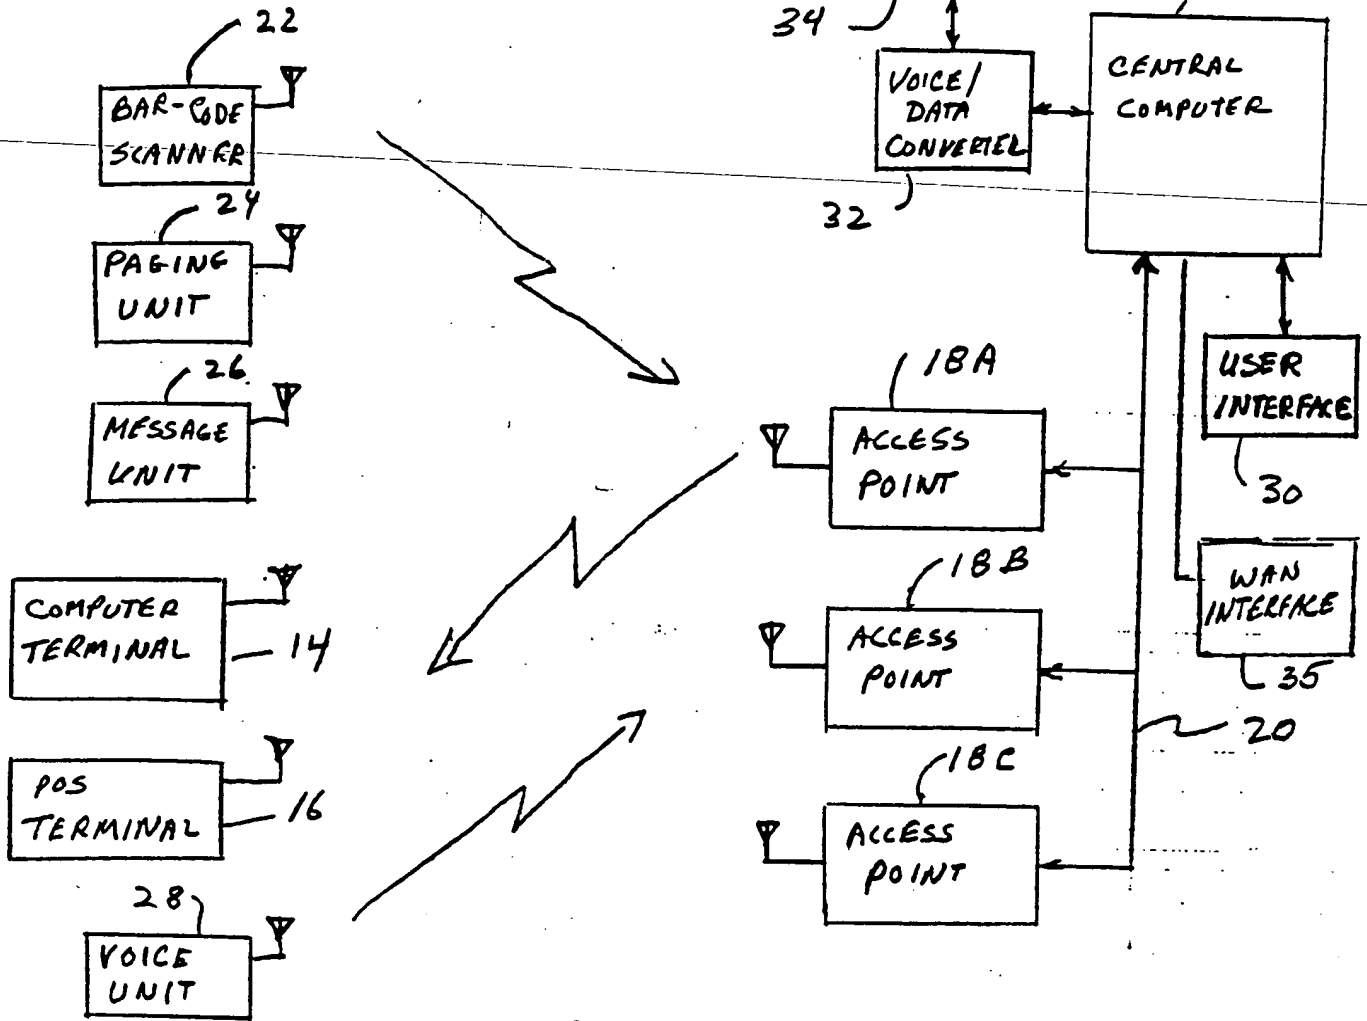 22
BAR-CODE
SCANNER
24
PAGING
UNIT
26
MESSAGE
UNIT
COMPUTER
TERMINAL
14
POS
TERMINAL
16
28
VOICE
UNIT
34
VOICE/
DATA
CONVERTER
32
CENTRAL
COMPUTER
USER
INTERFACE
30
WAN
INTERFACE
35
20
18A
ACCESS
POINT
18B
ACCESS
POINT
18C
ACCESS
POINT